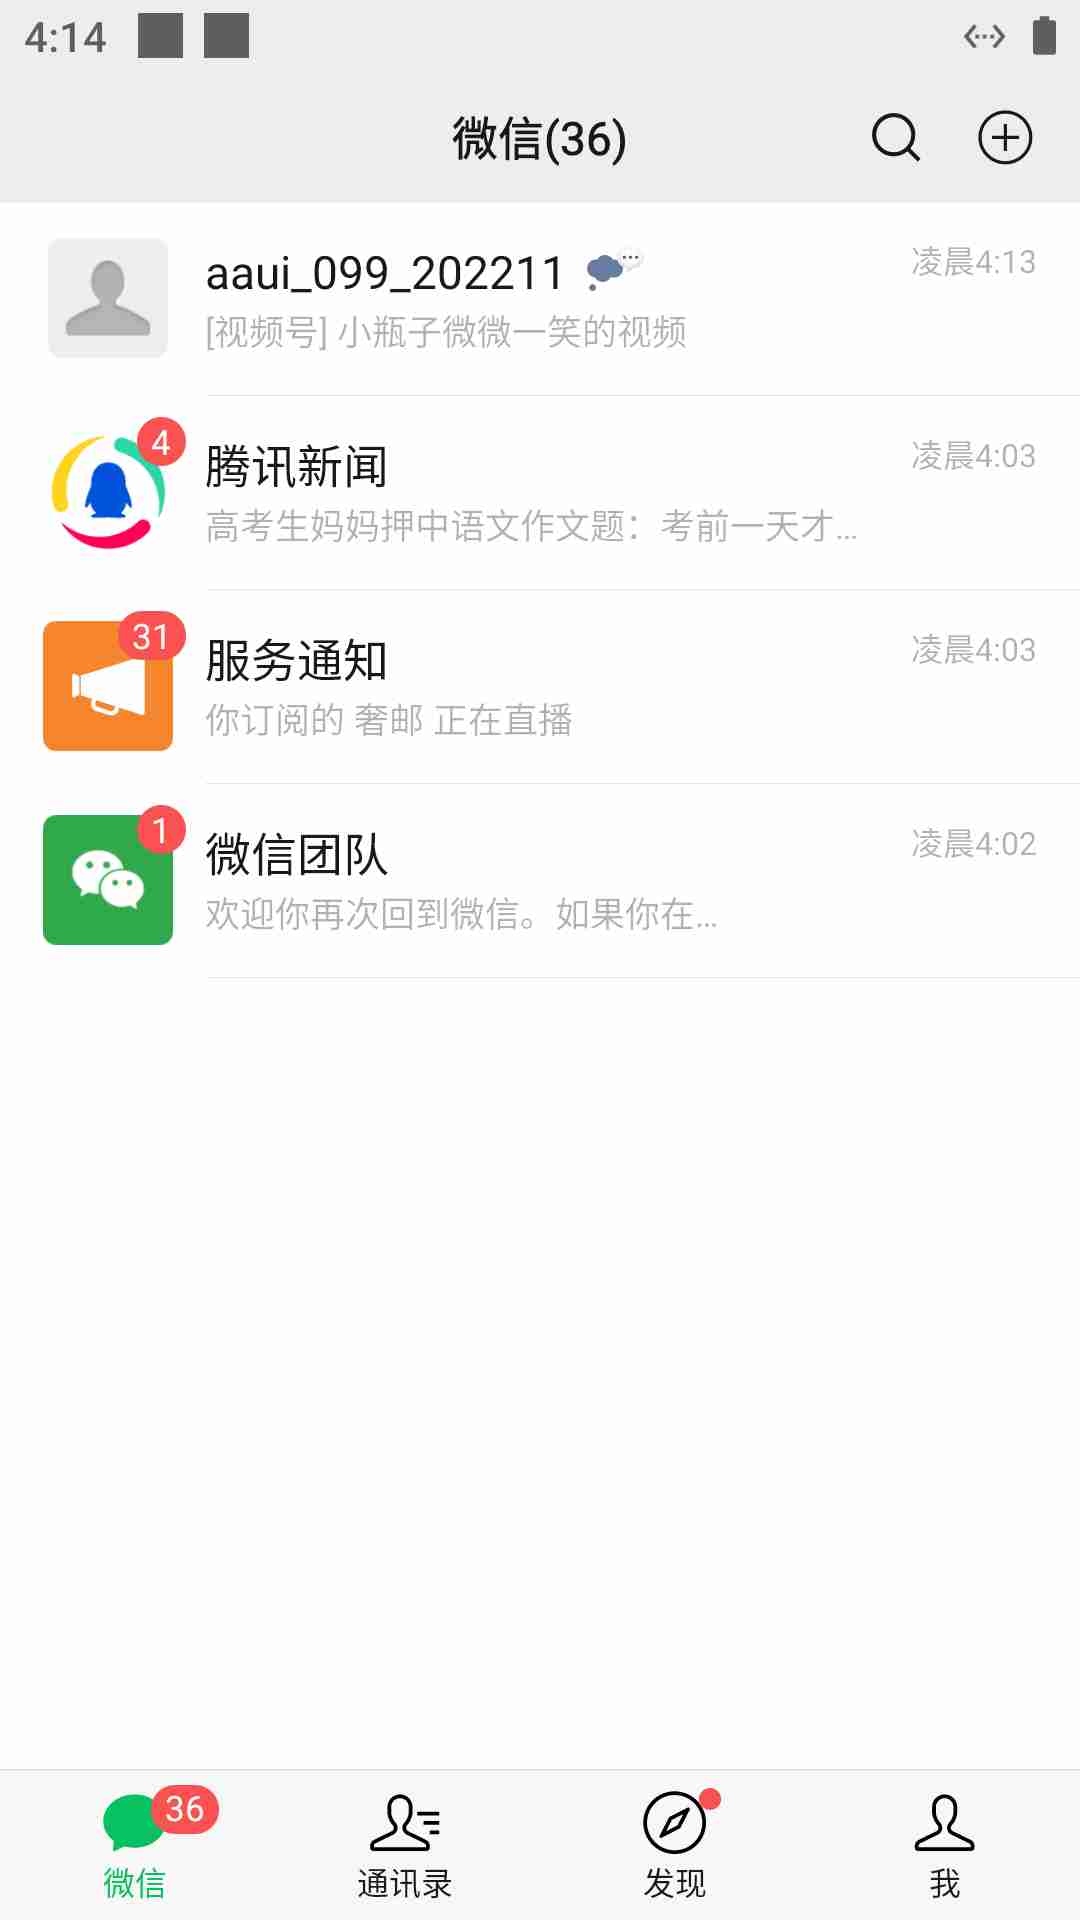 4:14
微信(36)
aaui_099_202211
凌晨4:13
[视频号] 小瓶子微微一笑的视频
4
腾讯新闻
凌晨4:03
高考生妈妈押中语文作文题：考前一天才...
31
服务通知
凌晨4:03
你订阅的 奢邮 正在直播
1
微信团队
凌晨4:02
欢迎你再次回到微信。如果你在...
36
微信
通讯录
发现
我